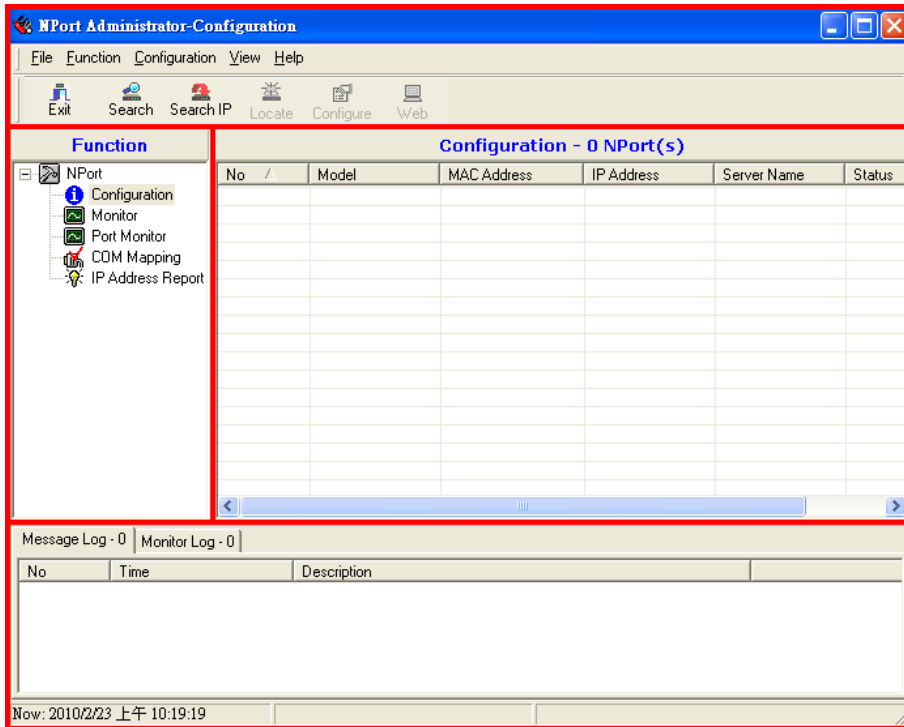 NPort Administrator-Configuration
File Function Configuration View Help
Exit Search Search IP Locate Configure Web
Function
Configuration - 0 NPort(s)
NPort
Configuration
Monitor
Port Monitor
COM Mapping
IP Address Report
No Model MAC Address IP Address Server Name Status
Message Log - 0 Monitor Log - 0
No Time Description
Now: 2010/2/23 上午 10:19:19